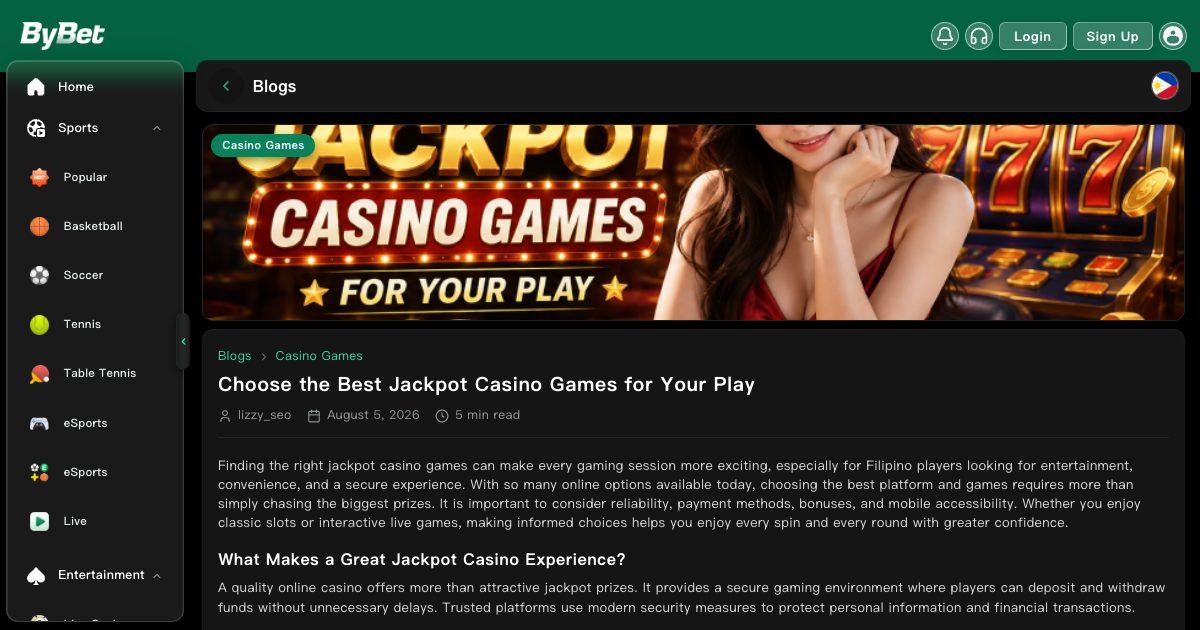 ByBet
Login
Sign Up
Home
Sports
Popular
Basketball
Soccer
Tennis
Table Tennis
eSports
eSports
Live
Entertainment
Blogs
Casino Games
JACKPOT
CASINO GAMES
FOR YOUR PLAY
777
Blogs > Casino Games
Choose the Best Jackpot Casino Games for Your Play
lizzy_seo August 5, 2026 5 min read
Finding the right jackpot casino games can make every gaming session more exciting, especially for Filipino players looking for entertainment,
convenience, and a secure experience. With so many online options available today, choosing the best platform and games requires more than
simply chasing the biggest prizes. It is important to consider reliability, payment methods, bonuses, and mobile accessibility. Whether you enjoy
classic slots or interactive live games, making informed choices helps you enjoy every spin and every round with greater confidence.
What Makes a Great Jackpot Casino Experience?
A quality online casino offers more than attractive jackpot prizes. It provides a secure gaming environment where players can deposit and withdraw
funds without unnecessary delays. Trusted platforms use modern security measures to protect personal information and financial transactions.